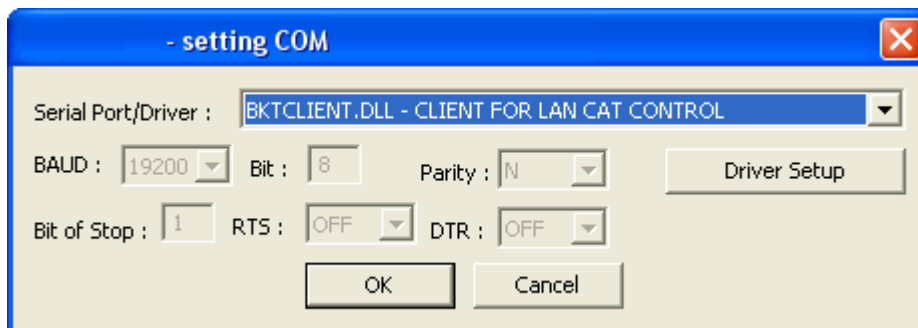 - setting COM
Serial Port/Driver : BKTCLIENT.DLL - CLIENT FOR LAN CAT CONTROL
BAUD : 19200 Bit : 8 Parity : N Driver Setup
Bit of Stop : 1 RTS : OFF DTR : OFF
OK Cancel